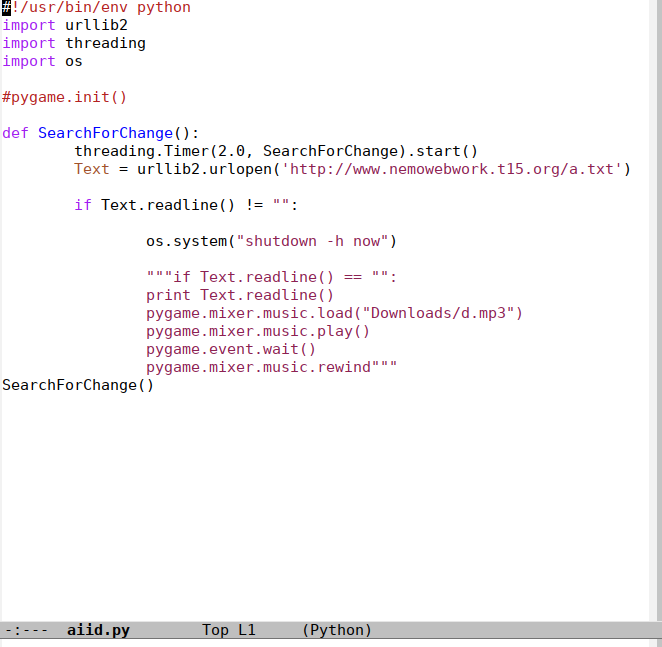 #!/usr/bin/env python
import urllib2
import threading
import os
#pygame.init()
def SearchForChange():
        threading.Timer(2.0, SearchForChange).start()
        Text = urllib2.urlopen('http://www.nemowebwork.t15.org/a.txt')
        if Text.readline() != "":
                os.system("shutdown -h now")
                """if Text.readline() == "":
                print Text.readline()
                pygame.mixer.music.load("Downloads/d.mp3")
                pygame.mixer.music.play()
                pygame.event.wait()
                pygame.mixer.music.rewind"""
SearchForChange()
-:--- aiid.py Top L1 (Python)